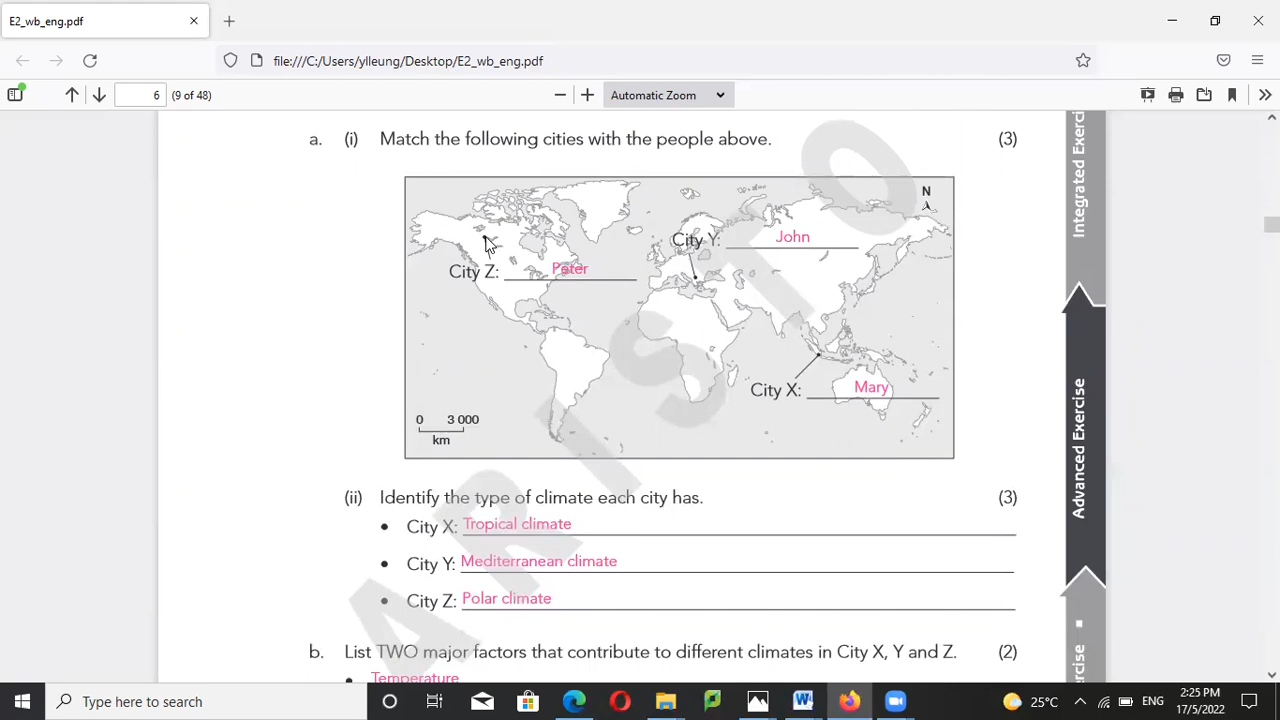 E2_wb_eng.pdf
file:///C:/Users/ylleung/Desktop/E2_wb_eng.pdf
6 (9 of 48) Automatic Zoom
a. (i) Match the following cities with the people above. (3)
N
City Y: John
City Z: Peter
City X: Mary
0 3 000
km
(ii) Identify the type of climate each city has. (3)
• City X: Tropical climate
• City Y: Mediterranean climate
• City Z: Polar climate
b. List TWO major factors that contribute to different climates in City X, Y and Z. (2)
• Temperature
ARISTO
Integrated Exerci
Advanced Exercise
ercise
Type here to search
25°C ENG 2:25 PM
17/5/2022